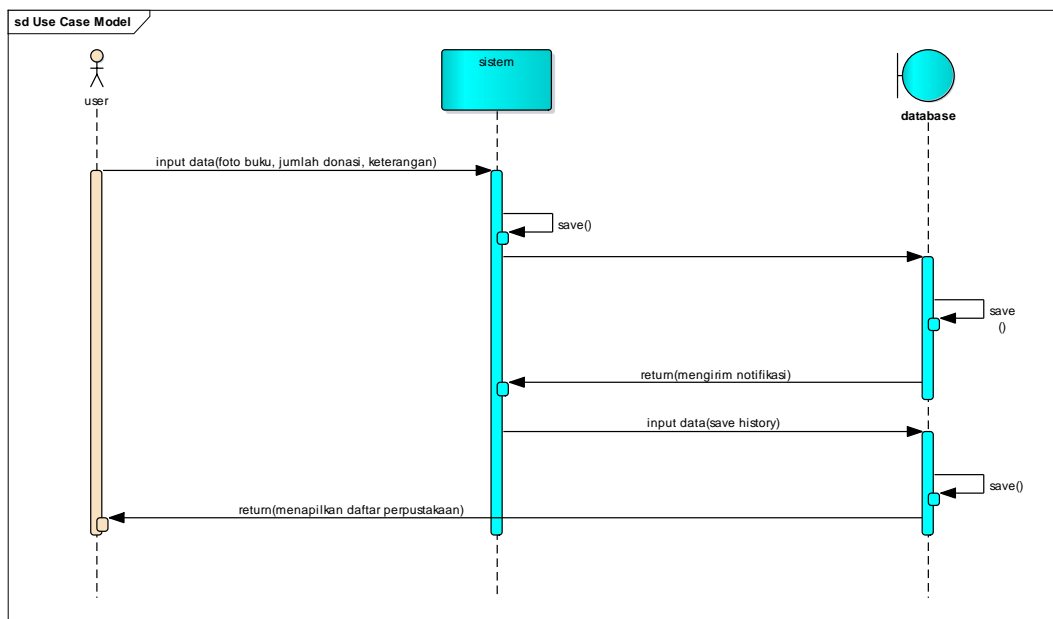 sd Use Case Model
user
sistem
database
input data(foto buku, jumlah donasi, keterangan)
save()
save
()
return(mengirim notifikasi)
input data(save history)
save()
return(menapilkan daftar perpustakaan)